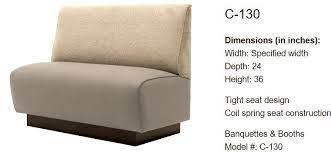 C-130
Dimensions (in inches):
Width: Specified width
Depth: 24
Height: 36
Tight seat design
Coil spring seat construction
Banquettes & Booths
Model #: C-130